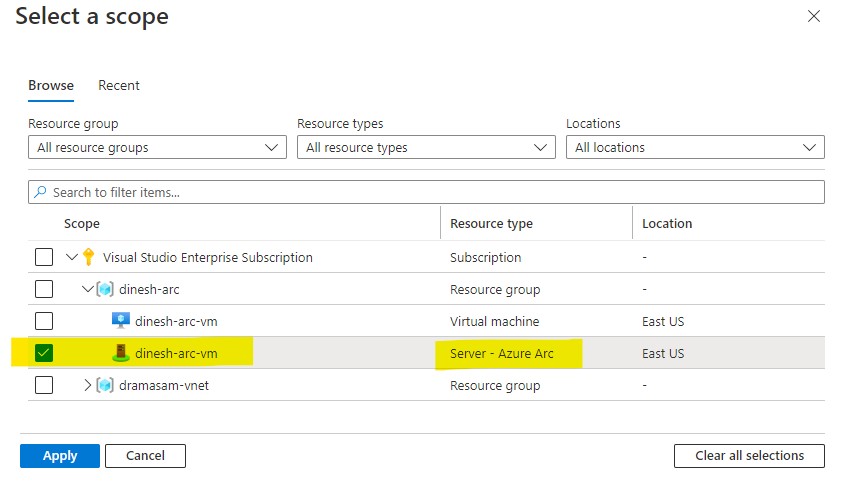 Select a scope
Browse Recent
Resource group Resource types Locations
All resource groups All resource types All locations
Search to filter items...
Scope Resource type Location
Visual Studio Enterprise Subscription Subscription -
dinesh-arc Resource group -
dinesh-arc-vm Virtual machine East US
dinesh-arc-vm Server - Azure Arc East US
dramasam-vnet Resource group -
Apply Cancel Clear all selections